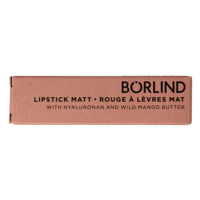 BÖRLIND
LIPSTICK MATT • ROUGE À LÈVRES MAT
WITH HYALURONAN AND WILD MANGO BUTTER